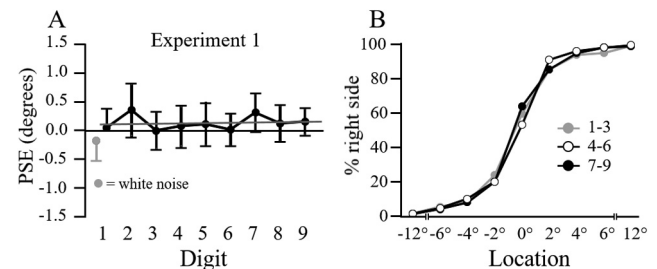 A
Experiment 1
PSE (degrees)
1.5
1.0
0.5
0.0
-0.5
-1.0
-1.5
= white noise
1 2 3 4 5 6 7 8 9
Digit
B
% right side
100
80
60
40
20
0
1-3
4-6
7-9
-12° -6° -4° -2° 0° 2° 4° 6° 12°
Location